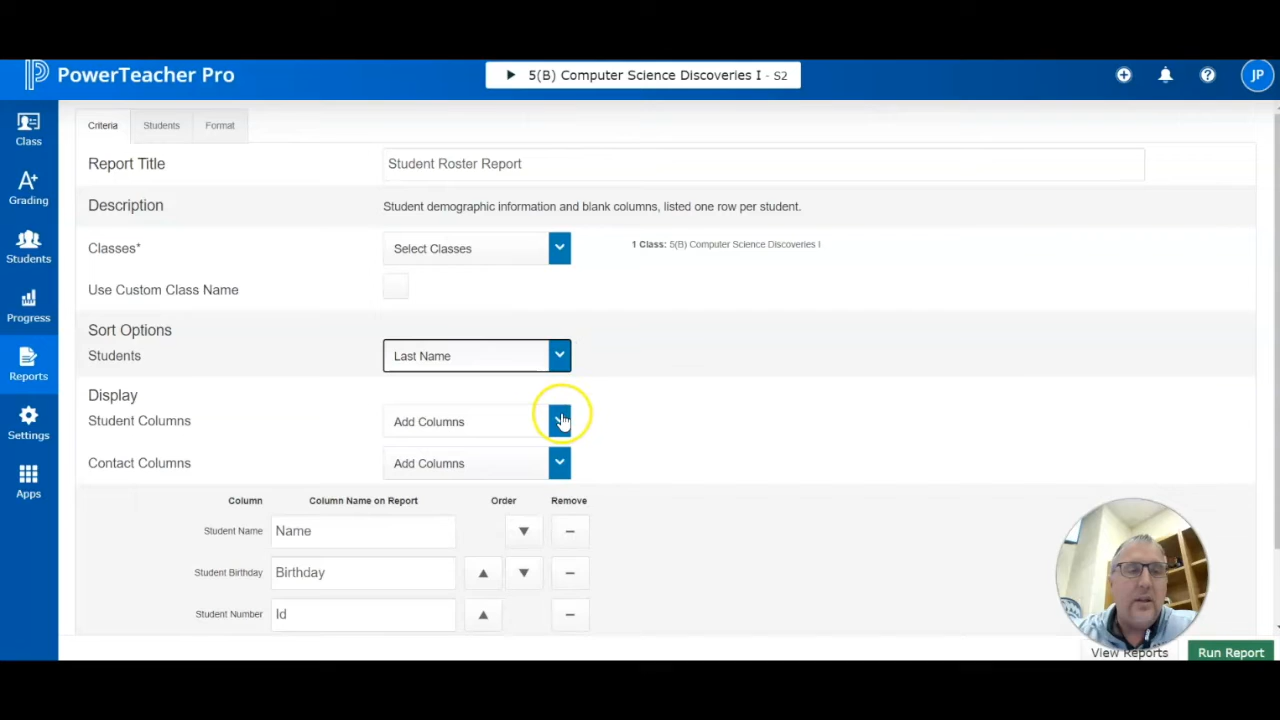 PowerTeacher Pro
5(B) Computer Science Discoveries I - S2
JP
Class
Grading
Students
Progress
Reports
Settings
Apps
Criteria
Students
Format
Report Title
Student Roster Report
Description
Student demographic information and blank columns, listed one row per student.
Classes*
Select Classes
1 Class: 5(B) Computer Science Discoveries I
Use Custom Class Name
Sort Options
Students
Last Name
Display
Student Columns
Add Columns
Contact Columns
Add Columns
Column
Column Name on Report
Order
Remove
Student Name
Name
Student Birthday
Birthday
Student Number
Id
View Reports
Run Report